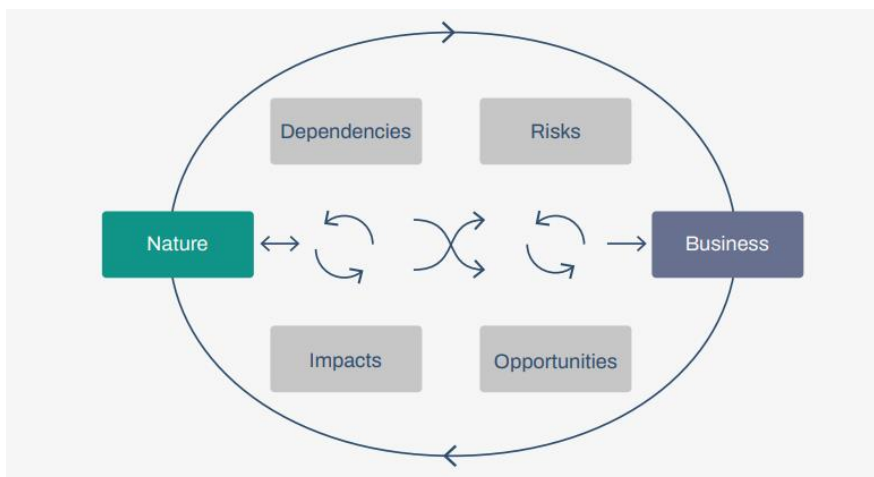 Dependencies
Risks
Nature
Business
Impacts
Opportunities